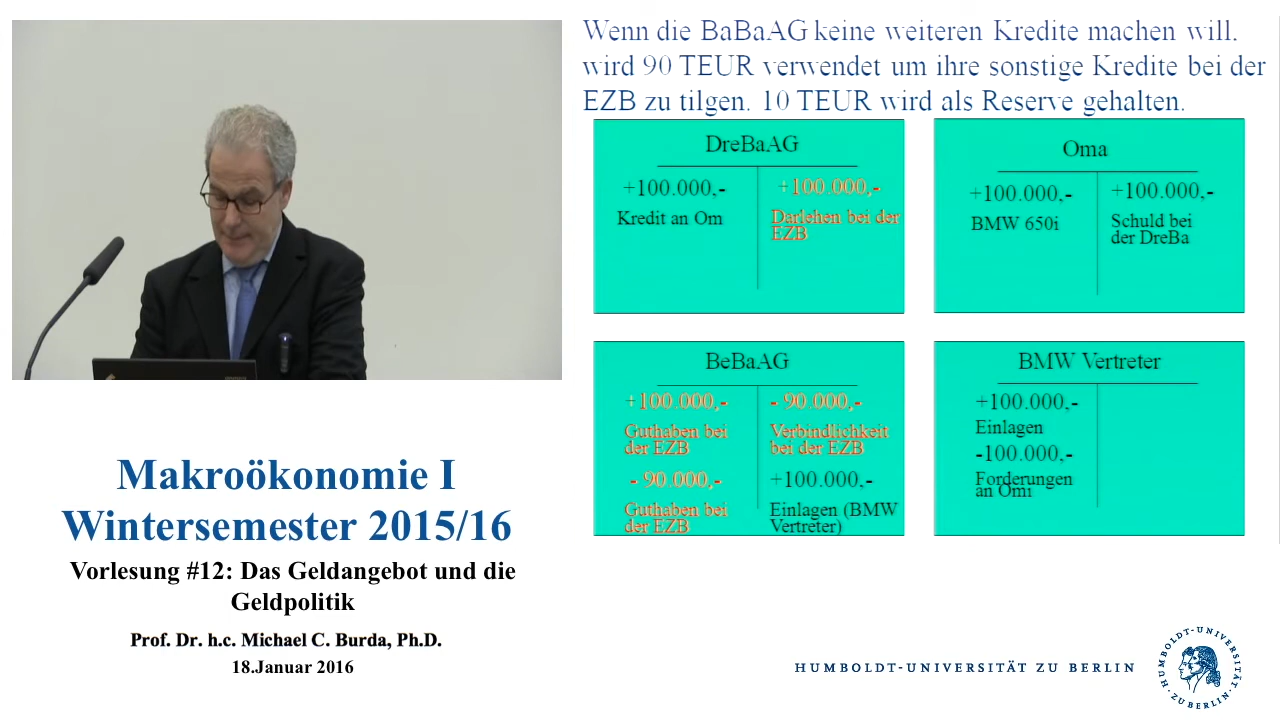 Wenn die BaBaAG keine weiteren Kredite machen will,
wird 90 TEUR verwendet um ihre sonstige Kredite bei der
EZB zu tilgen. 10 TEUR wird als Reserve gehalten.
DreBaAG
+100.000,-
Kredit an Om
+100.000,-
Darlehen bei der
EZB
Oma
+100.000,-
BMW 650i
+100.000,-
Schuld bei
der DreBa
BeBaAG
+100.000,-
Guthaben bei
der EZB
- 90.000,-
Guthaben bei
der EZB
- 90.000,-
Verbindlichkeit
bei der EZB
+100.000,-
Einlagen (BMW
Vertreter)
BMW Vertreter
+100.000,-
Einlagen
-100.000,-
Forderungen
an Omi
Makroökonomie I
Wintersemester 2015/16
Vorlesung #12: Das Geldangebot und die
Geldpolitik
Prof. Dr. h.c. Michael C. Burda, Ph.D.
18.Januar 2016
HUMBOLDT-UNIVERSITÄT ZU BERLIN
HUMBOLDT-UNIVERSITÄT ZU BERLIN